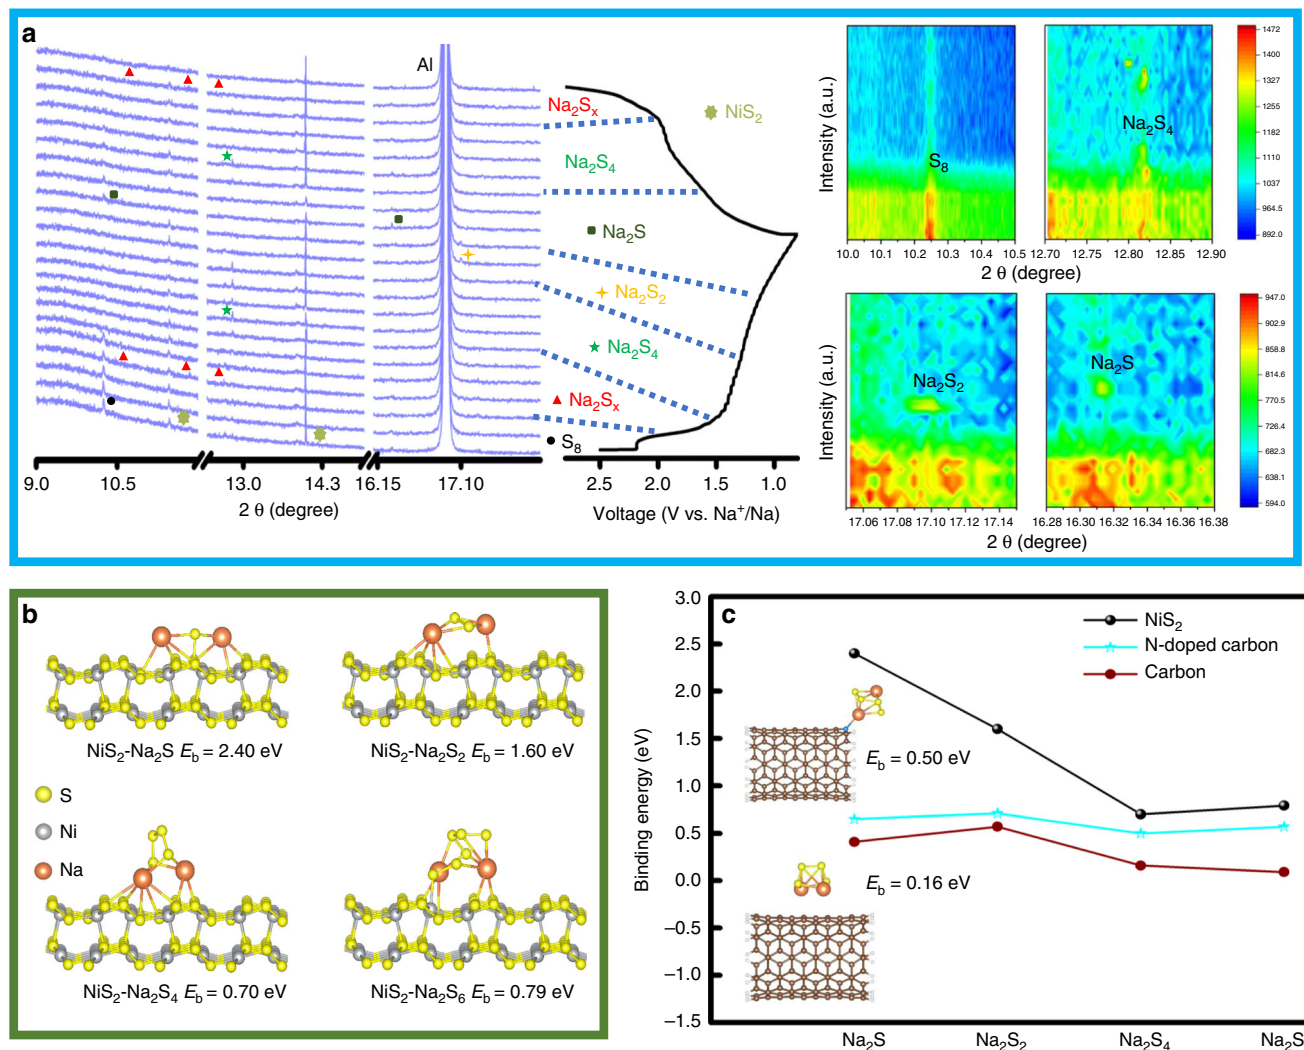 a
Al
Na2Sx
NiS2
Na2S4
Na2S
Na2S2
Na2S4
Na2Sx
S8
9.0 10.5 13.0 14.3 16.15 17.10
2 θ (degree)
2.5 2.0 1.5 1.0
Voltage (V vs. Na+/Na)
Intensity (a.u.)
S8
10.0 10.1 10.2 10.3 10.4 10.5
Na2S4
12.70 12.80 12.90
2 θ (degree)
1472
1400
1327
1255
1182
1110
1037
964.5
892.0
Intensity (a.u.)
Na2S2
17.06 17.08 17.10 17.12 17.14
Na2S
16.28 16.30 16.32 16.34 16.36 16.38
2 θ (degree)
947.0
902.9
858.8
814.6
770.5
726.4
682.3
638.1
594.0
b
NiS2-Na2S Eb = 2.40 eV
NiS2-Na2S2 Eb = 1.60 eV
S
Ni
Na
NiS2-Na2S4 Eb = 0.70 eV
NiS2-Na2S6 Eb = 0.79 eV
c
Binding energy (eV)
3.0
2.5
2.0
1.5
1.0
0.5
0.0
–0.5
–1.0
–1.5
NiS2
N-doped carbon
Carbon
Eb = 0.50 eV
Eb = 0.16 eV
Na2S Na2S2 Na2S4 Na2S